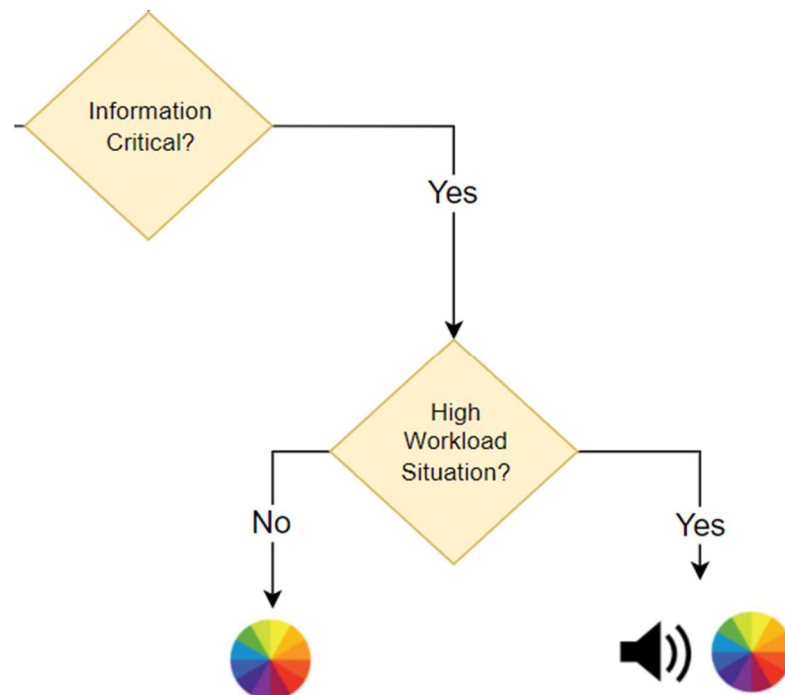 Information
Critical?
Yes
High
Workload
Situation?
No
Yes